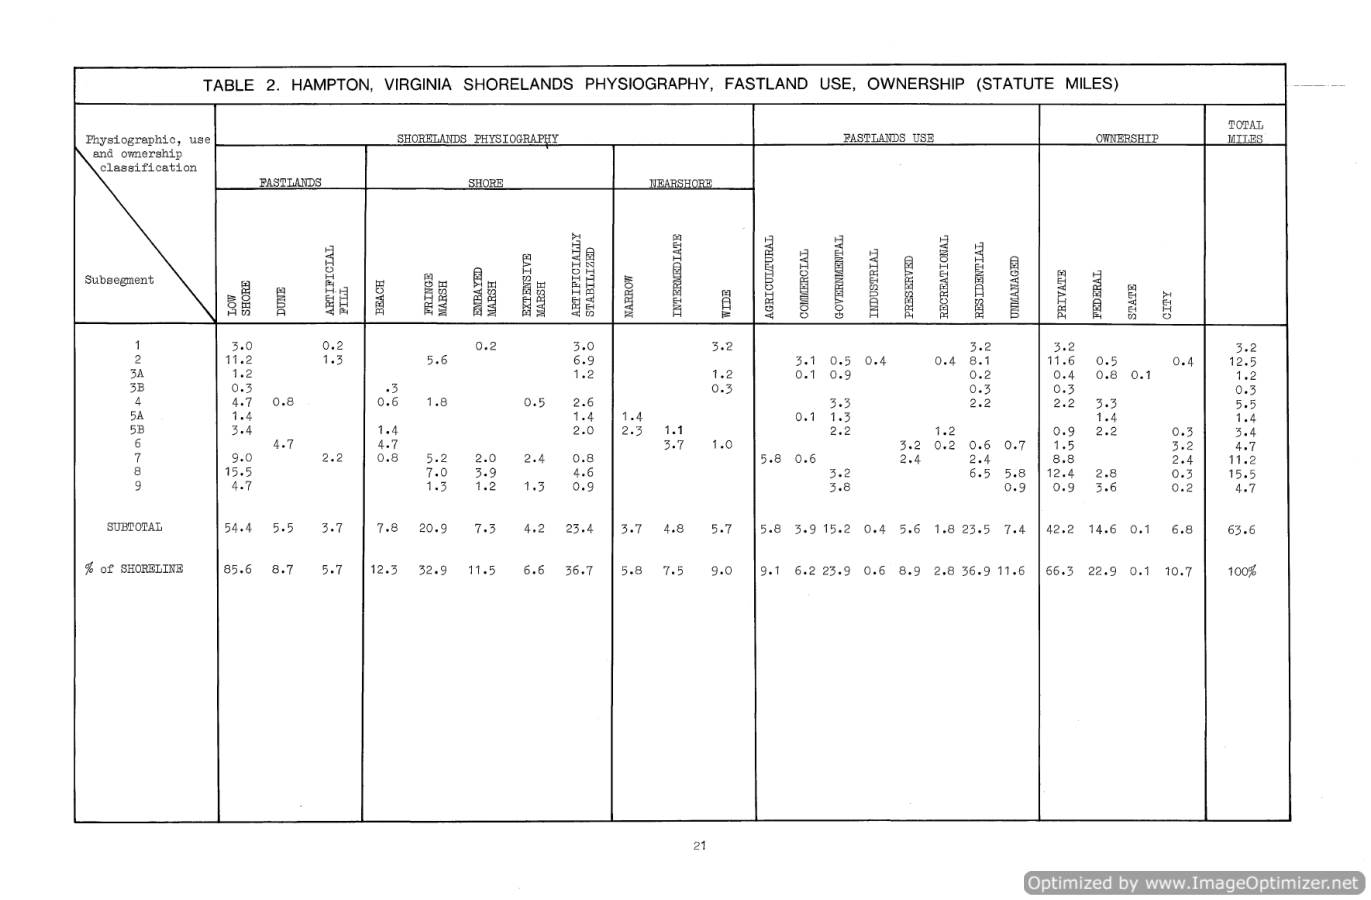 TABLE 2. HAMPTON, VIRGINIA SHORELANDS PHYSIOGRAPHY, FASTLAND USE, OWNERSHIP (STATUTE MILES)
Physiographic, use and ownership classification
Subsegment
SHORELANDS PHYSIOGRAPHY FASTLANDS USE OWNERSHIP TOTAL MILES
FASTLANDS SHORE NEARSHORE
LOW SHORE DUNE ARTIFICIAL FILL BEACH FRINGE MARSH EMBAYED MARSH EXTENSIVE MARSH ARTIFICIALLY STABILIZED NARROW INTERMEDIATE WIDE AGRICULTURAL COMMERCIAL GOVERNMENTAL INDUSTRIAL PRESERVED RECREATIONAL RESIDENTIAL UNMANAGED PRIVATE FEDERAL STATE CITY
1 3.0 0.2 0.2 3.0 3.2 3.2 3.2 3.2
2 11.2 1.3 5.6 6.9 3.1 0.5 0.4 0.4 8.1 11.6 0.5 0.4 12.5
3A 1.2 1.2 1.2 0.1 0.9 0.2 0.4 0.8 0.1 1.2
3B 0.3 .3 0.3 0.3 0.3 0.3
4 4.7 0.8 0.6 1.8 0.5 2.6 3.3 2.2 2.2 3.3 5.5
5A 1.4 1.4 1.4 0.1 1.3 1.4 1.4
5B 3.4 1.4 2.0 2.3 1.1 2.2 1.2 0.9 2.2 0.3 3.4
6 4.7 4.7 3.7 1.0 3.2 0.2 0.6 0.7 1.5 3.2 4.7
7 9.0 2.2 0.8 5.2 2.0 2.4 0.8 5.8 0.6 2.4 2.4 8.8 2.4 11.2
8 15.5 7.0 3.9 4.6 3.2 6.5 5.8 12.4 2.8 0.3 15.5
9 4.7 1.3 1.2 1.3 0.9 3.8 0.9 0.9 3.6 0.2 4.7
SUBTOTAL 54.4 5.5 3.7 7.8 20.9 7.3 4.2 23.4 3.7 4.8 5.7 5.8 3.9 15.2 0.4 5.6 1.8 23.5 7.4 42.2 14.6 0.1 6.8 63.6
% of SHORELINE 85.6 8.7 5.7 12.3 32.9 11.5 6.6 36.7 5.8 7.5 9.0 9.1 6.2 23.9 0.6 8.9 2.8 36.9 11.6 66.3 22.9 0.1 10.7 100%
21
Optimized by www.ImageOptimizer.net